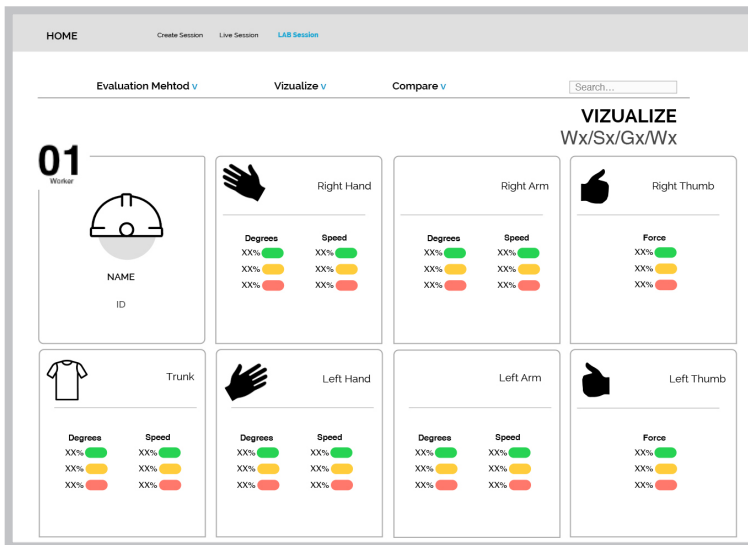 HOME Create Session Live Session LAB Session
Evaluation Mehtod v Vizualize v Compare v Search...
VIZUALIZE
Wx/Sx/Gx/Wx
01
Worker
NAME
ID
Right Hand
Degrees Speed
XX% XX%
XX% XX%
XX% XX%
Right Arm
Degrees Speed
XX% XX%
XX% XX%
XX% XX%
Right Thumb
Force
XX%
XX%
XX%
Trunk
Degrees Speed
XX% XX%
XX% XX%
XX% XX%
Left Hand
Degrees Speed
XX% XX%
XX% XX%
XX% XX%
Left Arm
Degrees Speed
XX% XX%
XX% XX%
XX% XX%
Left Thumb
Force
XX%
XX%
XX%